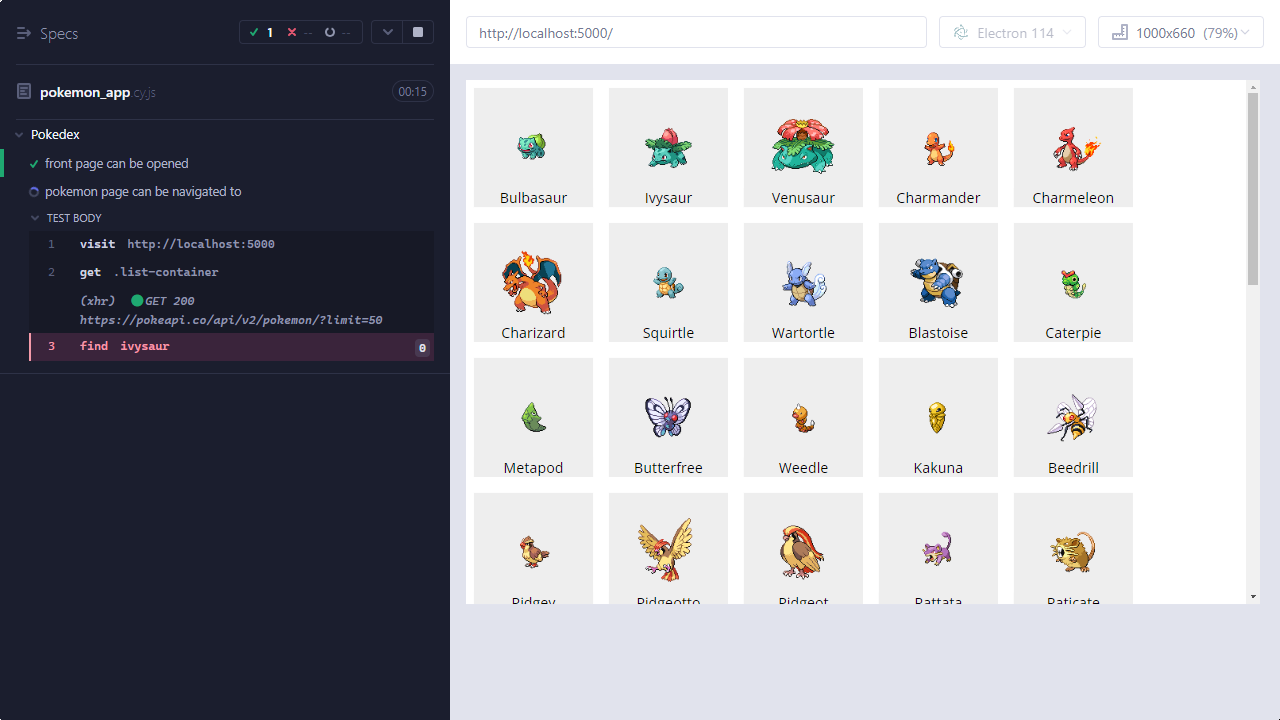 Specs
1
--
--
http://localhost:5000/
Electron 114
1000x660 (79%)
pokemon_app.cy.js
00:15
Pokedex
front page can be opened
pokemon page can be navigated to
TEST BODY
1 visit http://localhost:5000
2 get .list-container
(xhr) GET 200
https://pokeapi.co/api/v2/pokemon/?limit=50
3 find ivysaur 0
Bulbasaur Ivysaur Venusaur Charmander Charmeleon
Charizard Squirtle Wartortle Blastoise Caterpie
Metapod Butterfree Weedle Kakuna Beedrill
Pidgey Pidgeotto Pidgeot Rattata Raticate